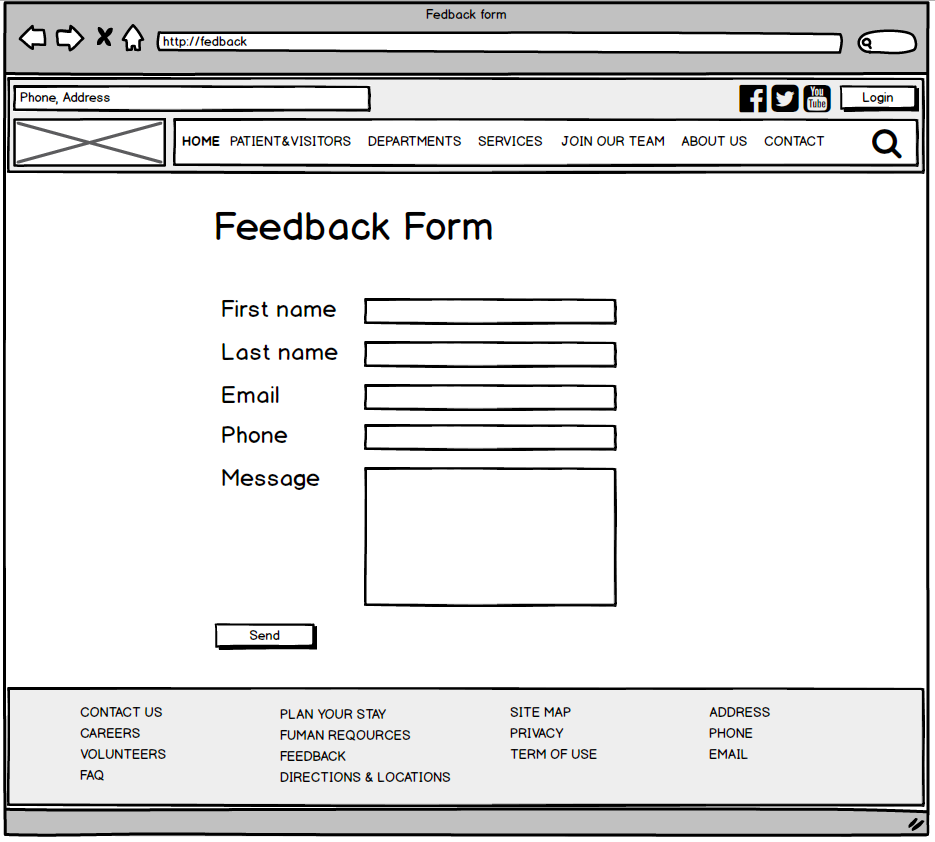 Fedback form
http://fedback
Phone, Address
You
Tube
Login
HOME PATIENT&VISITORS DEPARTMENTS SERVICES JOIN OUR TEAM ABOUT US CONTACT
Feedback Form
First name
Last name
Email
Phone
Message
Send
CONTACT US
CAREERS
VOLUNTEERS
FAQ
PLAN YOUR STAY
FUMAN REQOURCES
FEEDBACK
DIRECTIONS & LOCATIONS
SITE MAP
PRIVACY
TERM OF USE
ADDRESS
PHONE
EMAIL